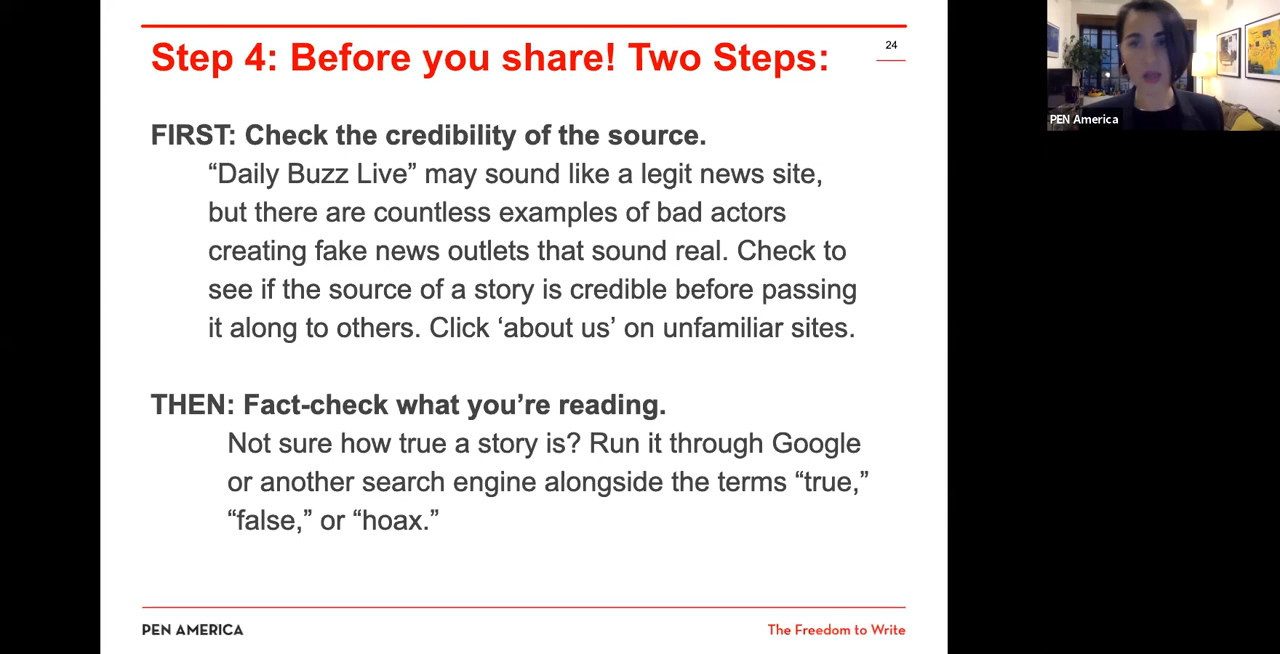 Step 4: Before you share! Two Steps:
24
FIRST: Check the credibility of the source.
“Daily Buzz Live” may sound like a legit news site,
but there are countless examples of bad actors
creating fake news outlets that sound real. Check to
see if the source of a story is credible before passing
it along to others. Click ‘about us’ on unfamiliar sites.
THEN: Fact-check what you’re reading.
Not sure how true a story is? Run it through Google
or another search engine alongside the terms “true,”
“false,” or “hoax.”
PEN AMERICA
The Freedom to Write
PEN America